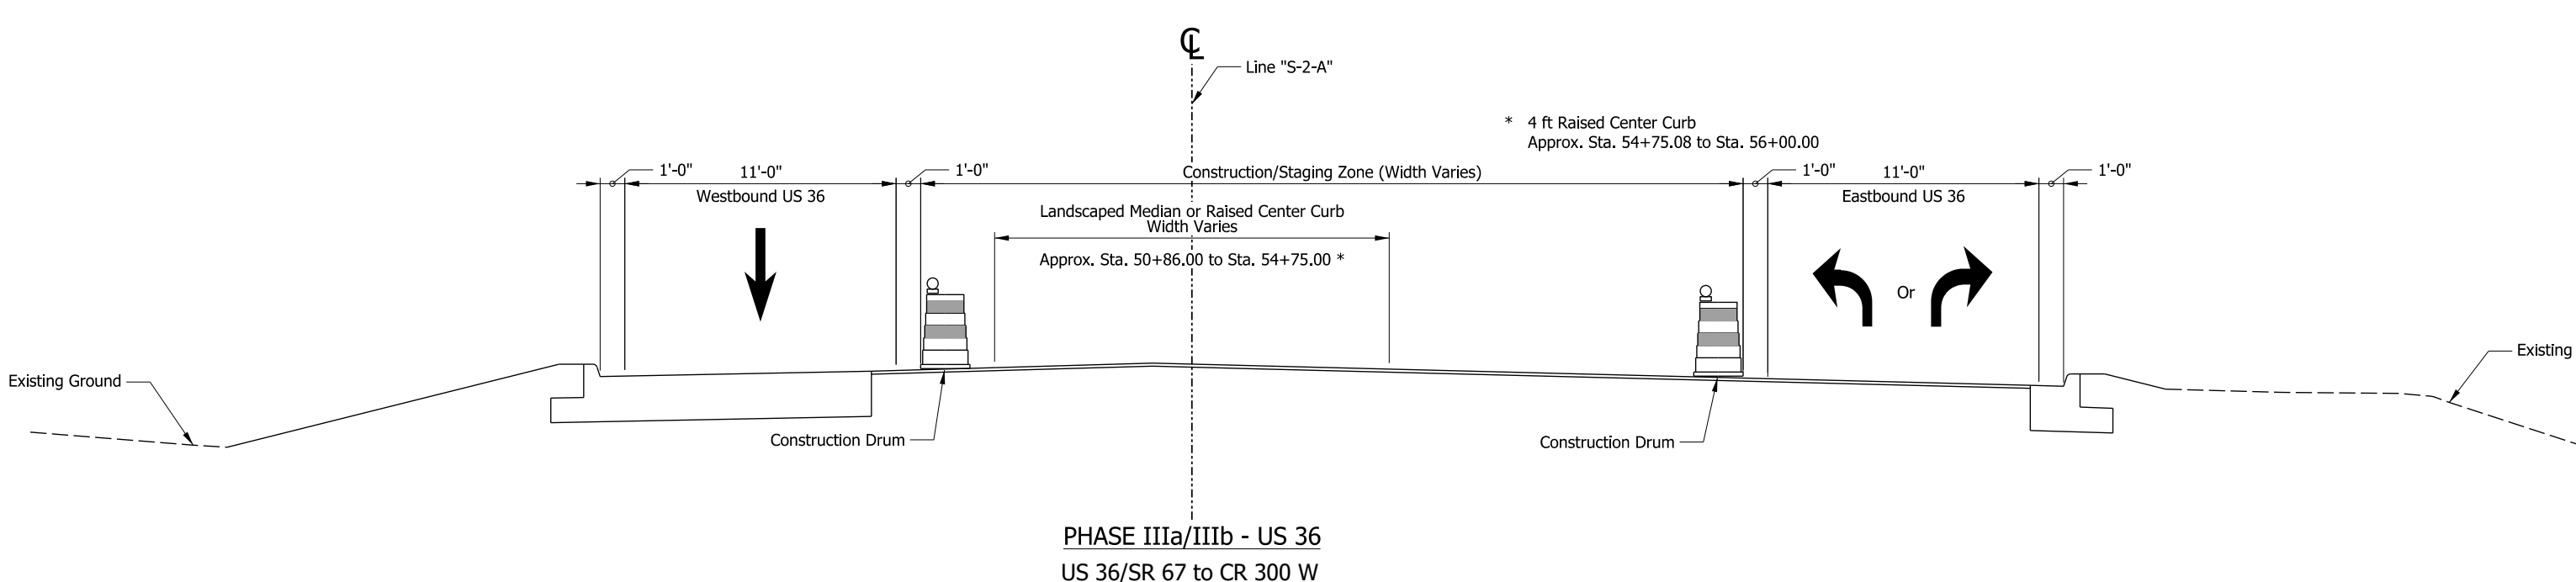 ℄
Line "S-2-A"
* 4 ft Raised Center Curb
Approx. Sta. 54+75.08 to Sta. 56+00.00
1'-0"
11'-0"
1'-0"
Construction/Staging Zone (Width Varies)
1'-0"
11'-0"
1'-0"
Westbound US 36
Eastbound US 36
Landscaped Median or Raised Center Curb
Width Varies
Approx. Sta. 50+86.00 to Sta. 54+75.00 *
Or
Existing Ground
Existing
Construction Drum
Construction Drum
PHASE IIIa/IIIb - US 36
US 36/SR 67 to CR 300 W